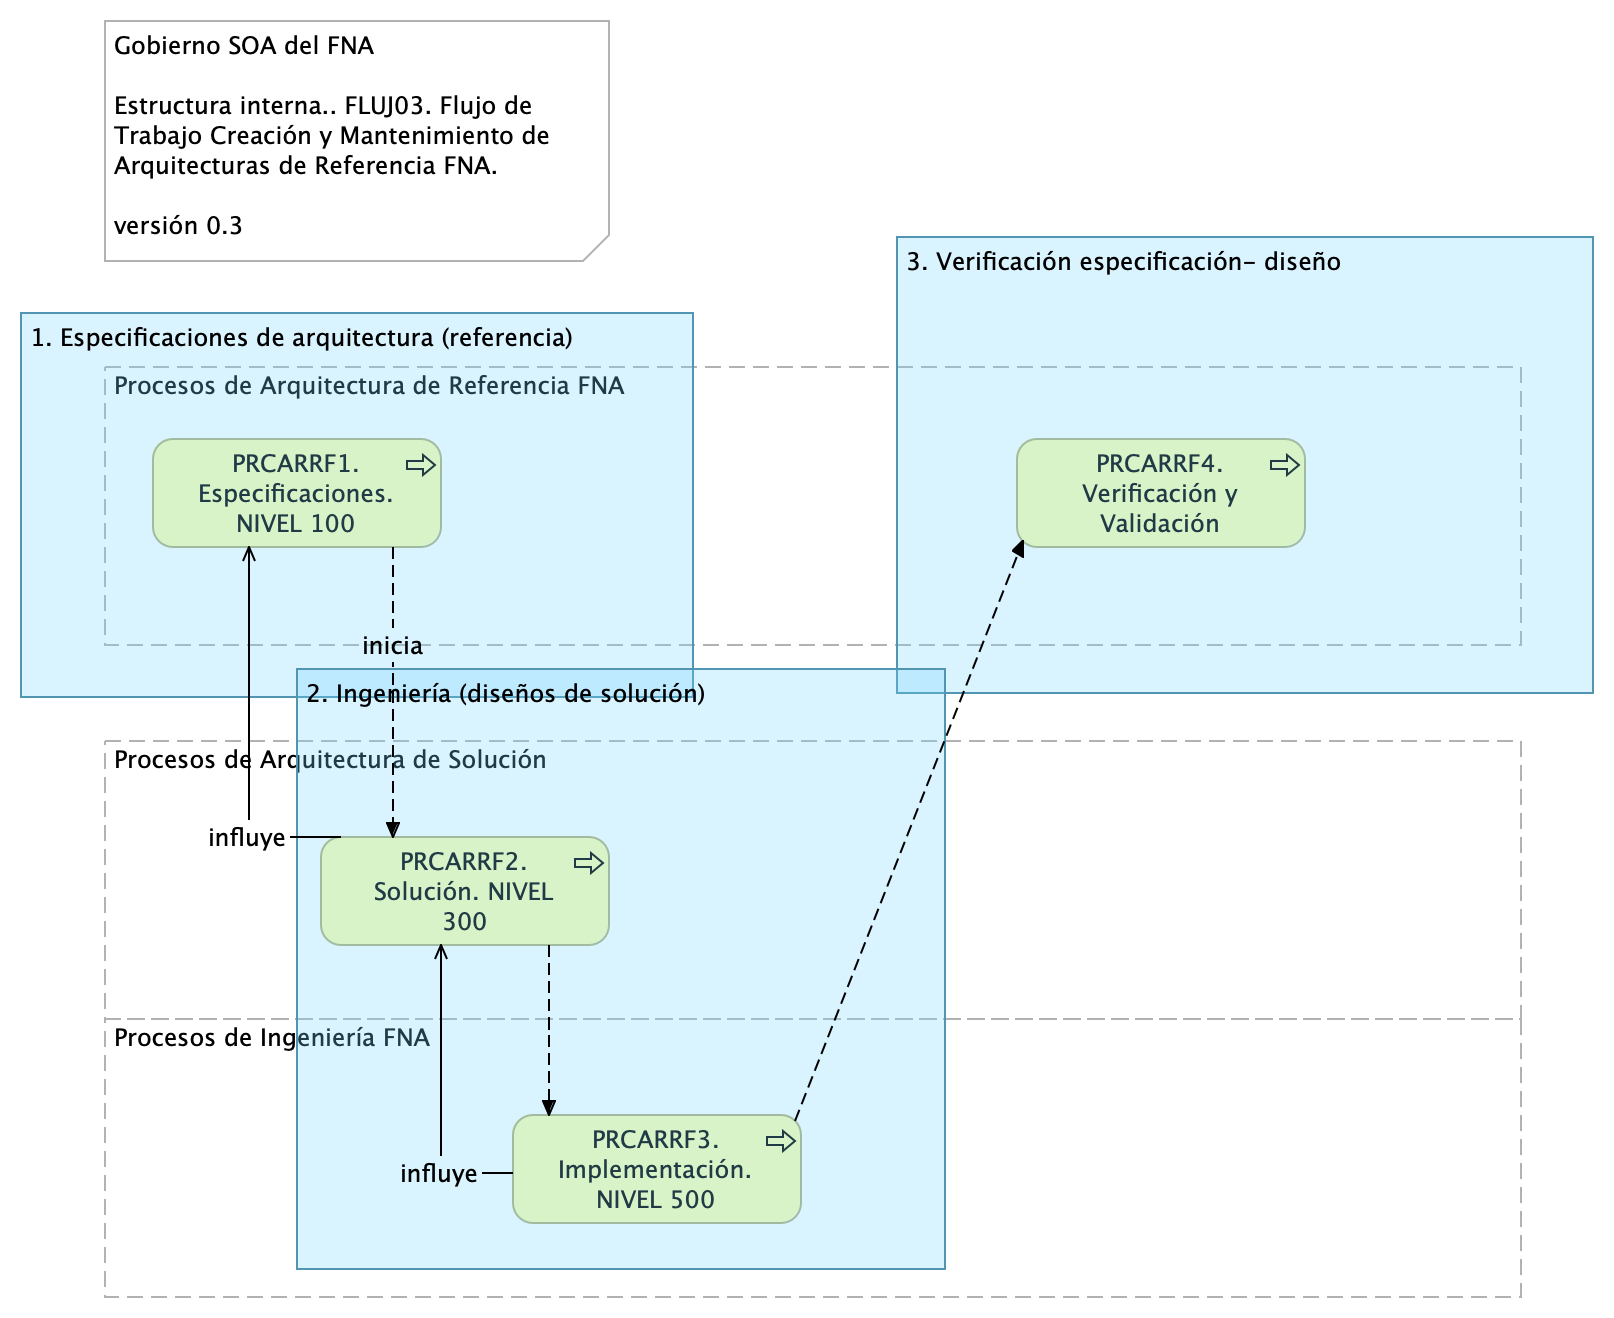 Gobierno SOA del FNA
Estructura interna.. FLUJ03. Flujo de
Trabajo Creación y Mantenimiento de
Arquitecturas de Referencia FNA.
versión 0.3
3. Verificación especificación- diseño
1. Especificaciones de arquitectura (referencia)
Procesos de Arquitectura de Referencia FNA
PRCARRF1.
Especificaciones.
NIVEL 100
PRCARRF4.
Verificación y
Validación
inicia
2. Ingeniería (diseños de solución)
Procesos de Arquitectura de Solución
influye
PRCARRF2.
Solución. NIVEL
300
Procesos de Ingeniería FNA
PRCARRF3.
Implementación.
NIVEL 500
influye